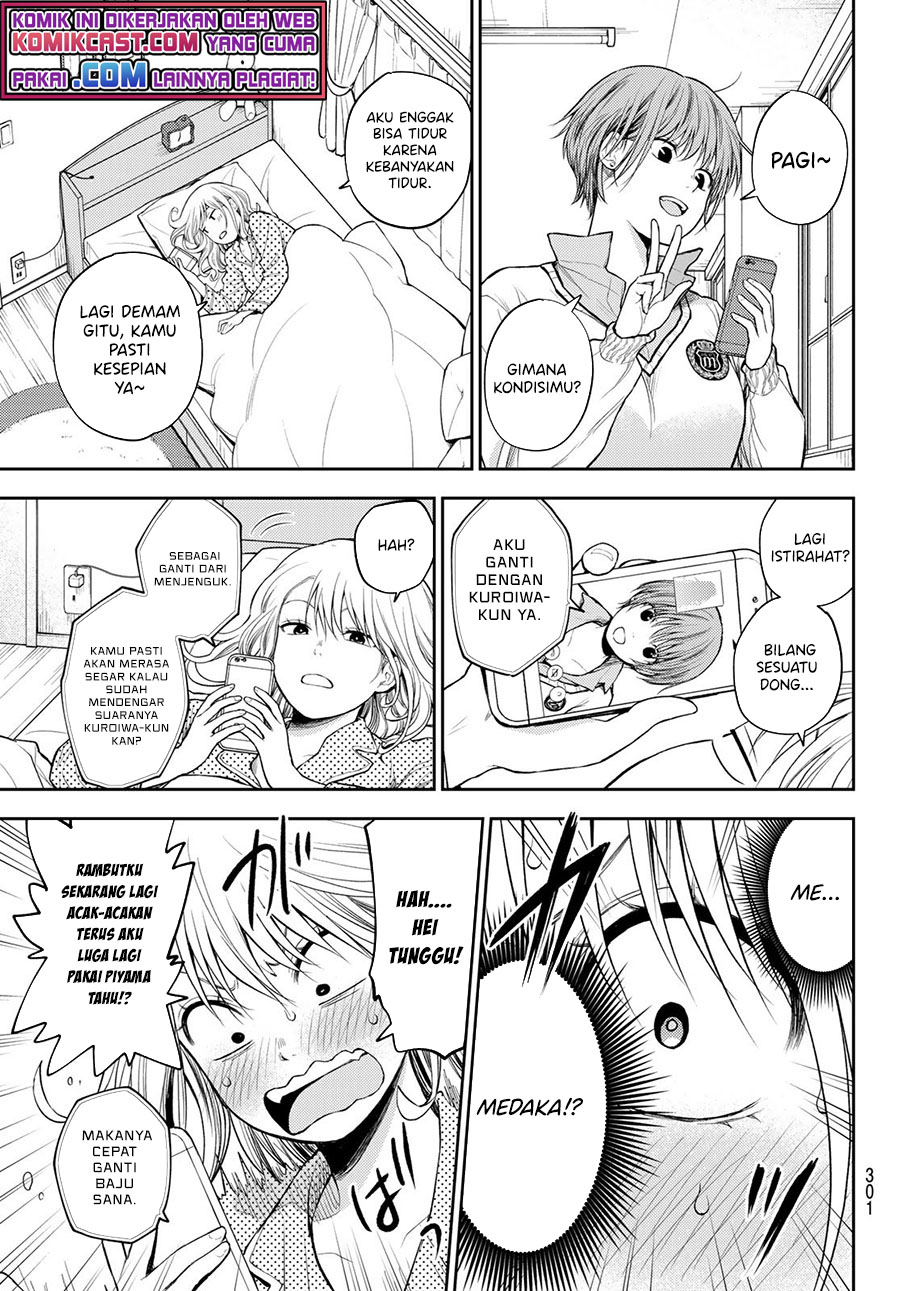 KOMIK INI DIKERJAKAN OLEH WEB
KOMIKCAST.COM YANG CUMA
PAKAI .COM LAINNYA PLAGIAT!
PAGI~
GIMANA
KONDISIMU?
AKU ENGGAK
BISA TIDUR
KARENA
KEBANYAKAN
TIDUR.
LAGI DEMAM
GITU, KAMU
PASTI
KESEPIAN
YA~
LAGI
ISTIRAHAT?
BILANG
SESUATU
DONG...
AKU
GANTI
DENGAN
KUROIWA-
KUN YA.
HAH?
SEBAGAI
GANTI DARI
MENJENGUK.
KAMU PASTI
AKAN MERASA
SEGAR KALAU
SUDAH
MENDENGAR
SUARANYA
KUROIWA-KUN
KAN?
ME...
MEDAKA!?
HAH....
HEI
TUNGGU!
RAMBUTKU
SEKARANG LAGI
ACAK-ACAKAN
TERUS AKU
LUGA LAGI
PAKAI PIYAMA
TAHU!?
MAKANYA
CEPAT
GANTI
BAJU
SANA.
がばっ
301